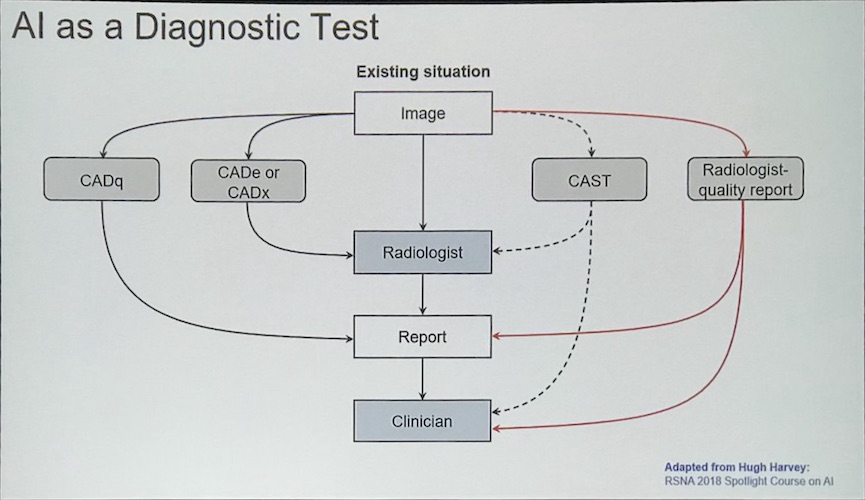 AI as a Diagnostic Test
Existing situation
Image
CADq
CADe or
CADx
CAST
Radiologist-
quality report
Radiologist
Report
Clinician
Adapted from Hugh Harvey:
RSNA 2018 Spotlight Course on AI